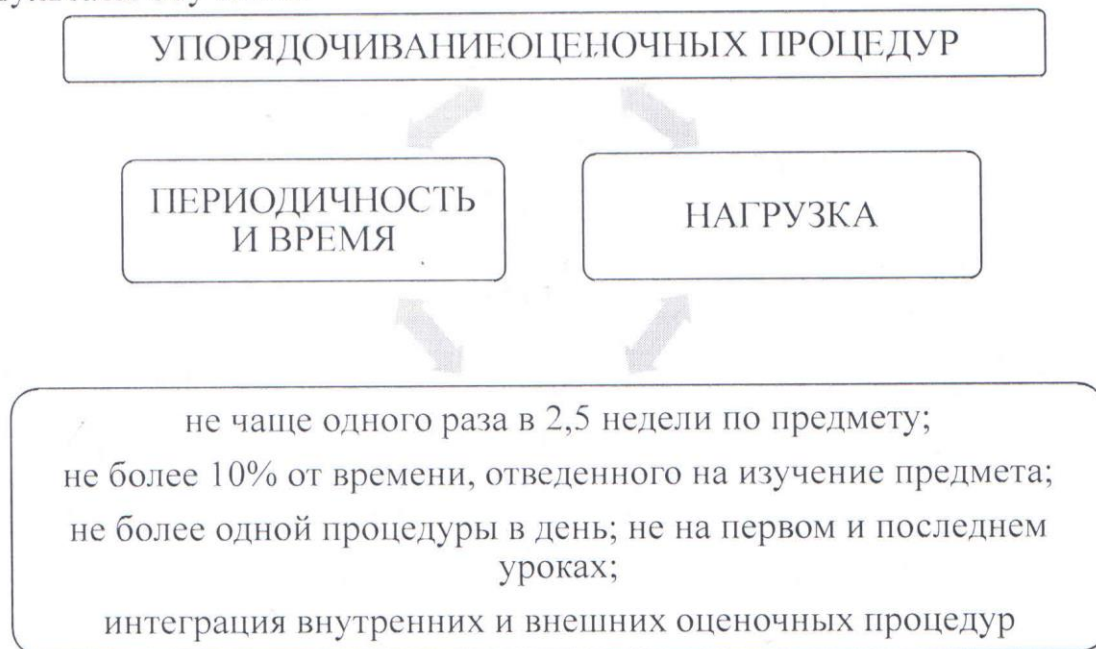 УПОРЯДОЧИВАНИЕОЦЕНОЧНЫХ ПРОЦЕДУР
ПЕРИОДИЧНОСТЬ
И ВРЕМЯ
НАГРУЗКА
не чаще одного раза в 2,5 недели по предмету;
не более 10% от времени, отведенного на изучение предмета;
не более одной процедуры в день; не на первом и последнем
уроках;
интеграция внутренних и внешних оценочных процедур